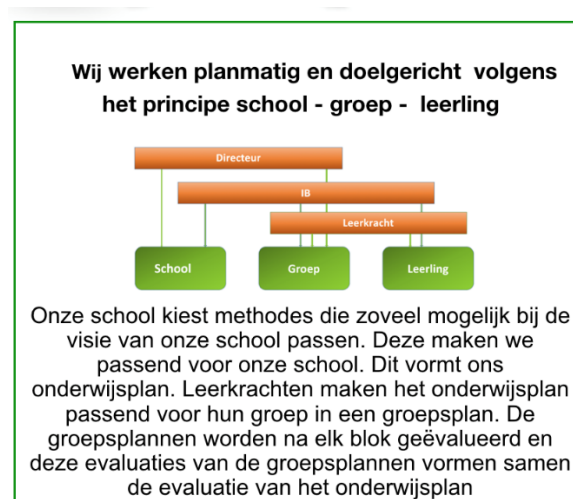 Wij werken planmatig en doelgericht volgens
het principe school - groep - leerling
Directeur
IB
Leerkracht
School
Groep
Leerling
Onze school kiest methodes die zoveel mogelijk bij de
visie van onze school passen. Deze maken we
passend voor onze school. Dit vormt ons
onderwijsplan. Leerkrachten maken het onderwijsplan
passend voor hun groep in een groepsplan. De
groepsplannen worden na elk blok geëvalueerd en
deze evaluaties van de groepsplannen vormen samen
de evaluatie van het onderwijsplan